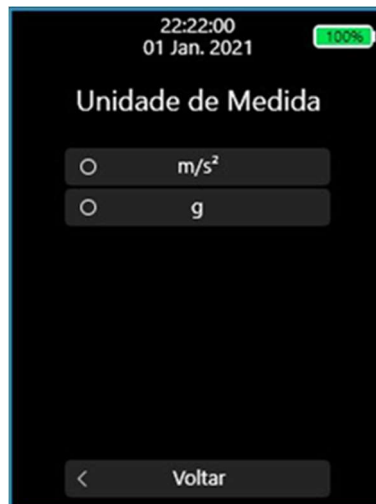 22:22:00
01 Jan. 2021
100%
Unidade de Medida
m/s²
g
Voltar